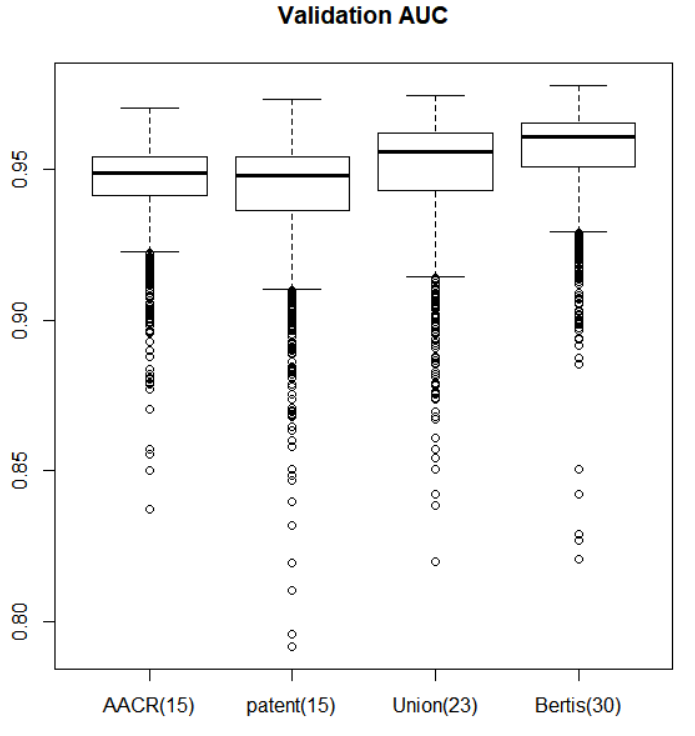 Validation AUC
0.95
0.90
0.85
0.80
AACR(15) patent(15) Union(23) Bertis(30)